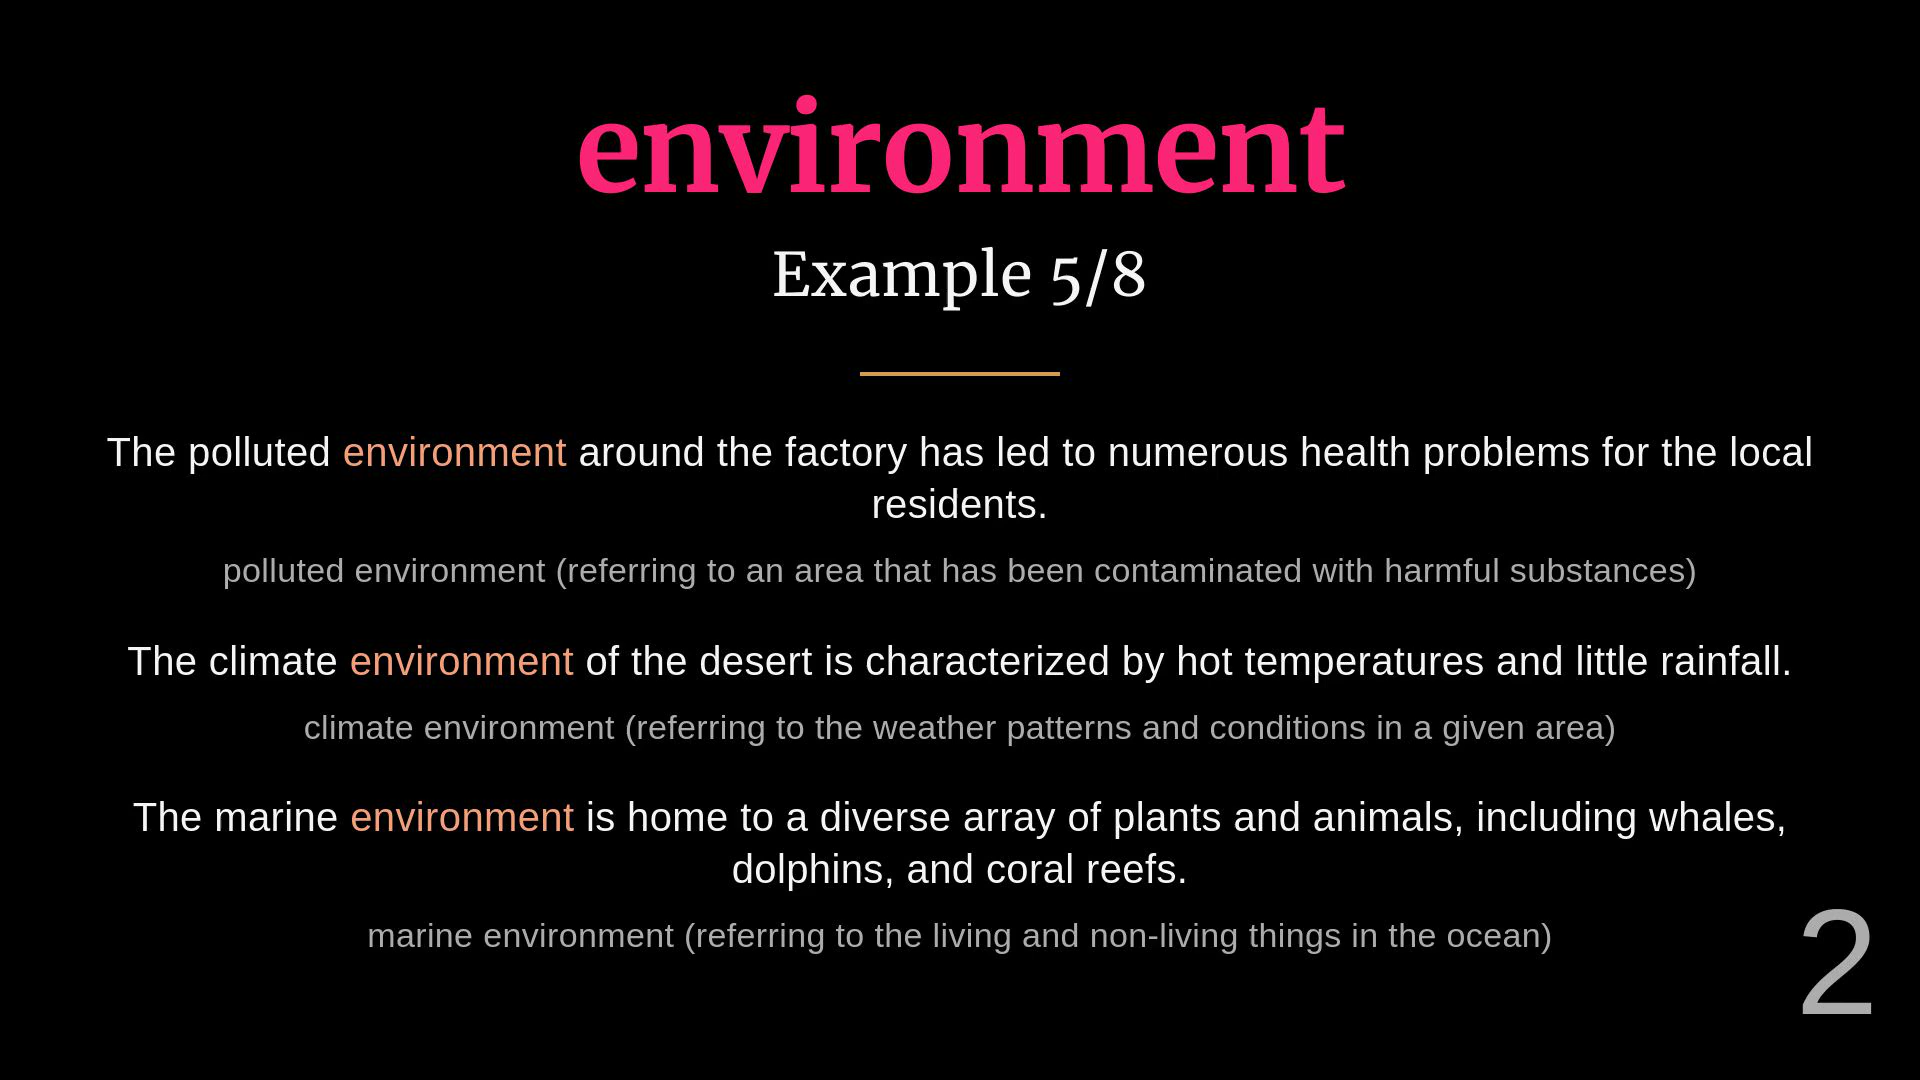 environment
Example 5/8
The polluted environment around the factory has led to numerous health problems for the local
residents.
polluted environment (referring to an area that has been contaminated with harmful substances)
The climate environment of the desert is characterized by hot temperatures and little rainfall.
climate environment (referring to the weather patterns and conditions in a given area)
The marine environment is home to a diverse array of plants and animals, including whales,
dolphins, and coral reefs.
marine environment (referring to the living and non-living things in the ocean)
2